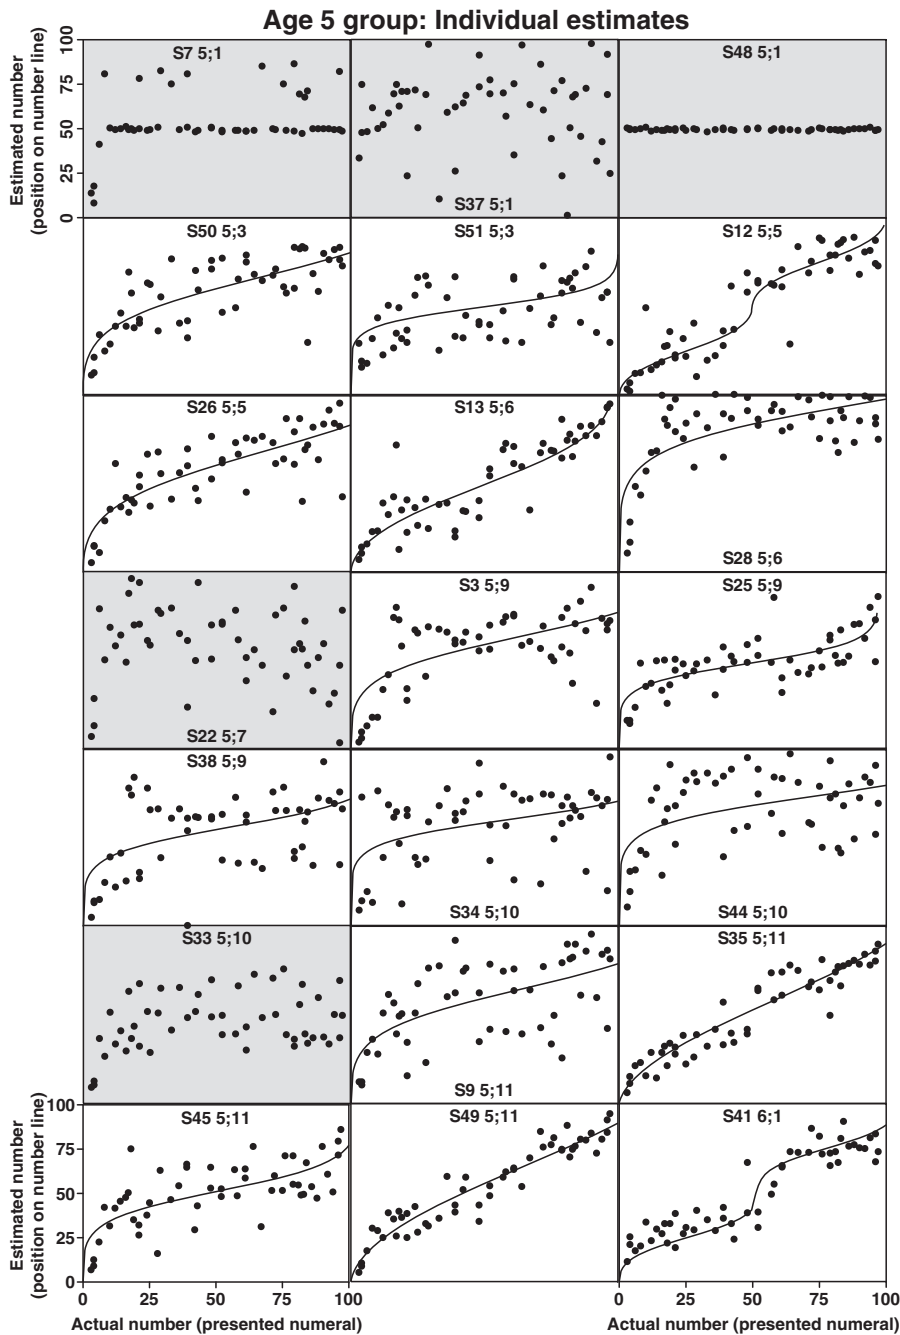 Age 5 group: Individual estimates
Estimated number
(position on number line)
100
75
50
25
0
S7 5;1
S37 5;1
S48 5;1
S50 5;3
S51 5;3
S12 5;5
S26 5;5
S13 5;6
S28 5;6
S22 5;7
S3 5;9
S25 5;9
S38 5;9
S34 5;10
S44 5;10
S33 5;10
S9 5;11
S35 5;11
Estimated number
(position on number line)
100
75
50
25
0
S45 5;11
S49 5;11
S41 6;1
0 25 50 75 100 0 25 50 75 100
Actual number (presented numeral) Actual number (presented numeral)